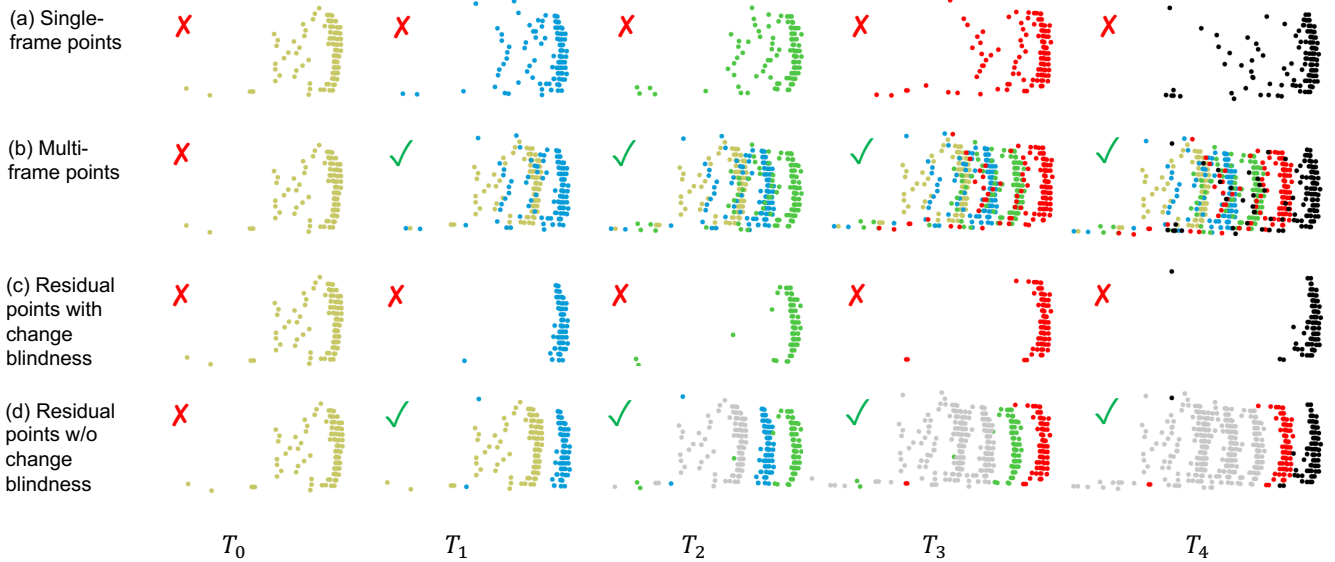 (a) Single-
frame points
(b) Multi-
frame points
(c) Residual
points with
change
blindness
(d) Residual
points w/o
change
blindness
T₀ T₁ T₂ T₃ T₄